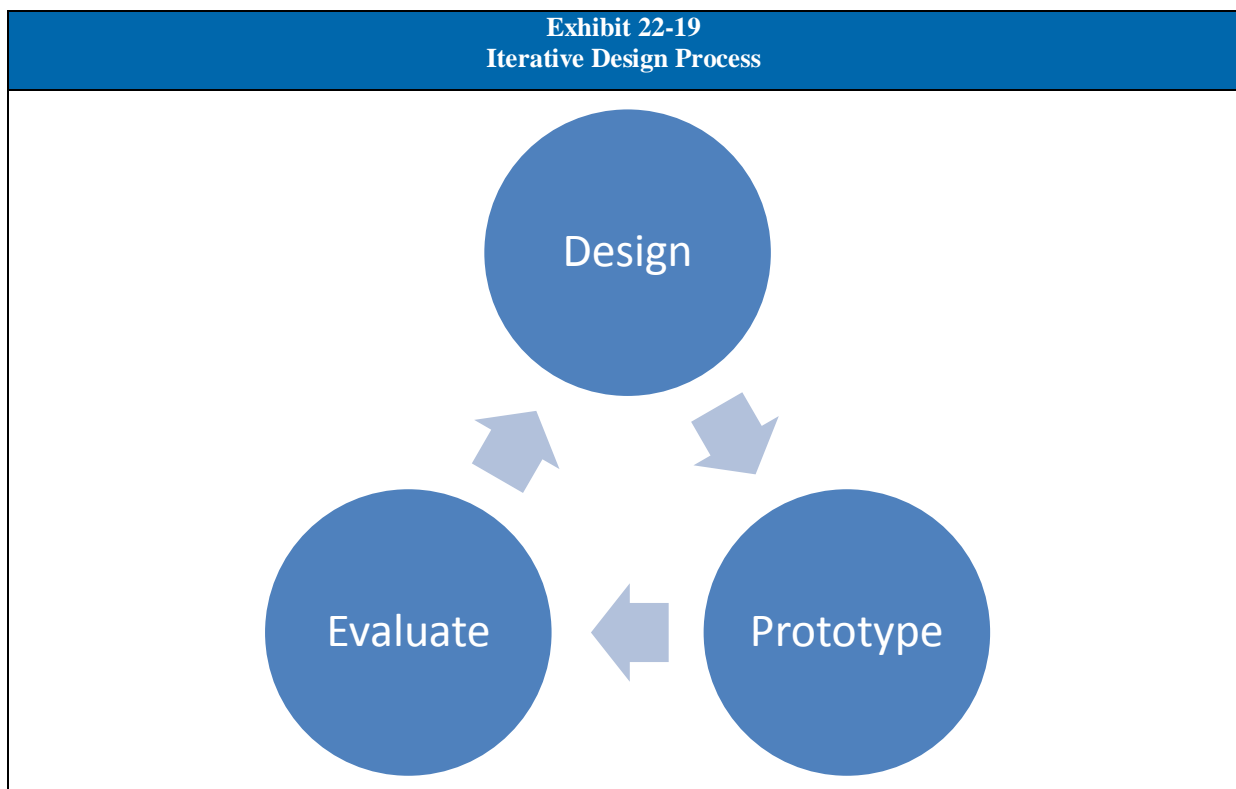 Exhibit 22-19
Iterative Design Process
Design
Evaluate
Prototype